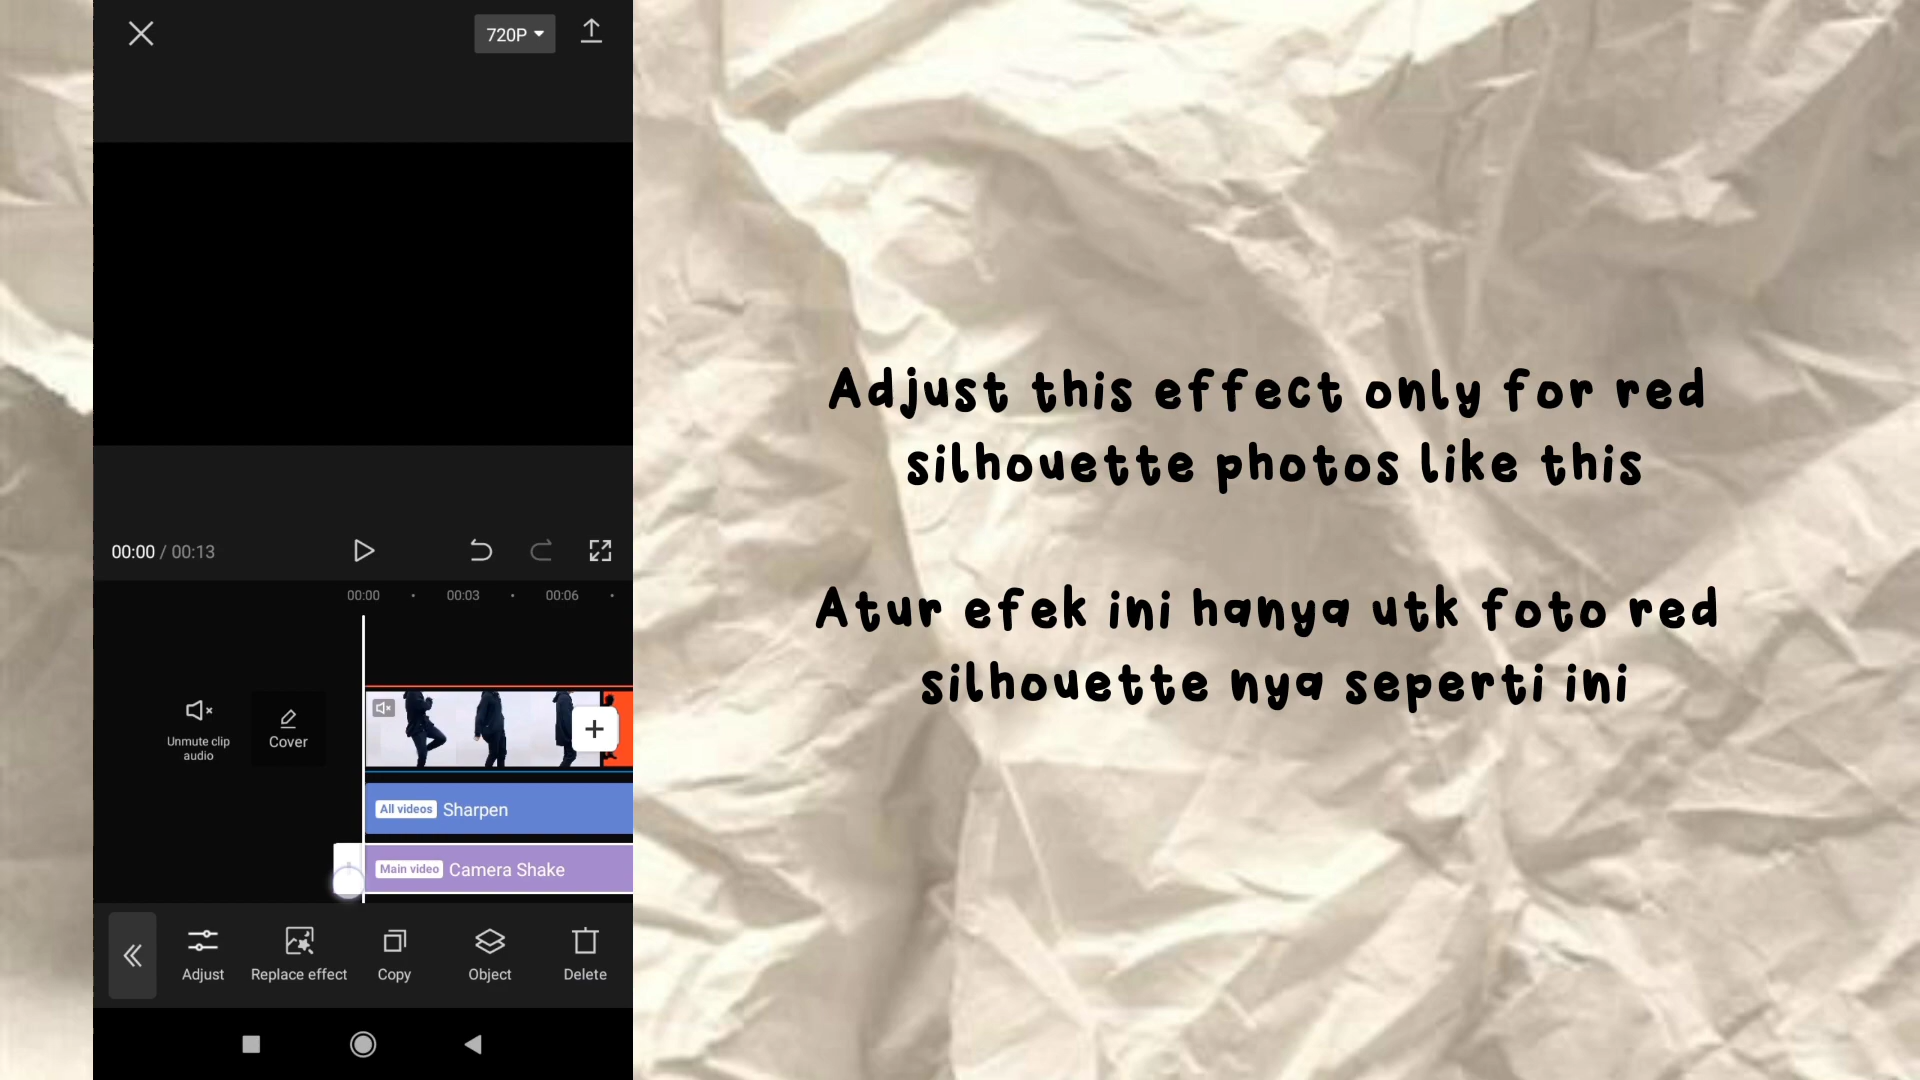 720P
00:00 / 00:13
00:00
00:03
00:06
Unmute clip
audio
Cover
All videos Sharpen
Main video Camera Shake
Adjust
Replace effect
Copy
Object
Delete
Adjust this effect only for red
silhouette photos like this
Atur efek ini hanya utk foto red
silhouette nya seperti ini